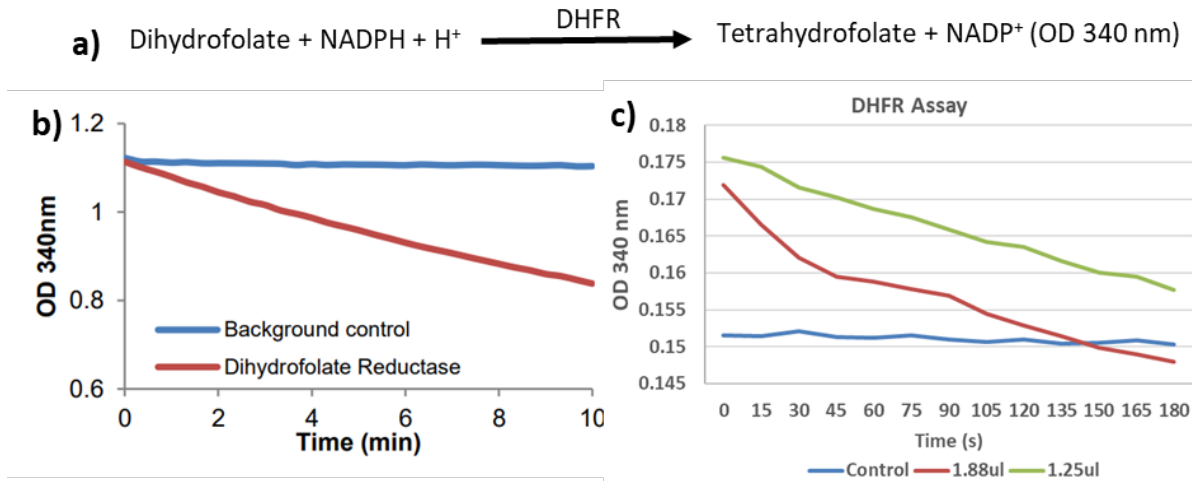 DHFR
a) Dihydrofolate + NADPH + H⁺ Tetrahydrofolate + NADP⁺ (OD 340 nm)
b)
1.2
1
0.8
0.6
OD 340nm
Background control
Dihydrofolate Reductase
0 2 4 6 8 10
Time (min)
c)
DHFR Assay
0.18
0.175
0.17
0.165
0.16
0.155
0.15
0.145
OD 340 nm
0 15 30 45 60 75 90 105 120 135 150 165 180
Time (s)
Control 1.88ul 1.25ul